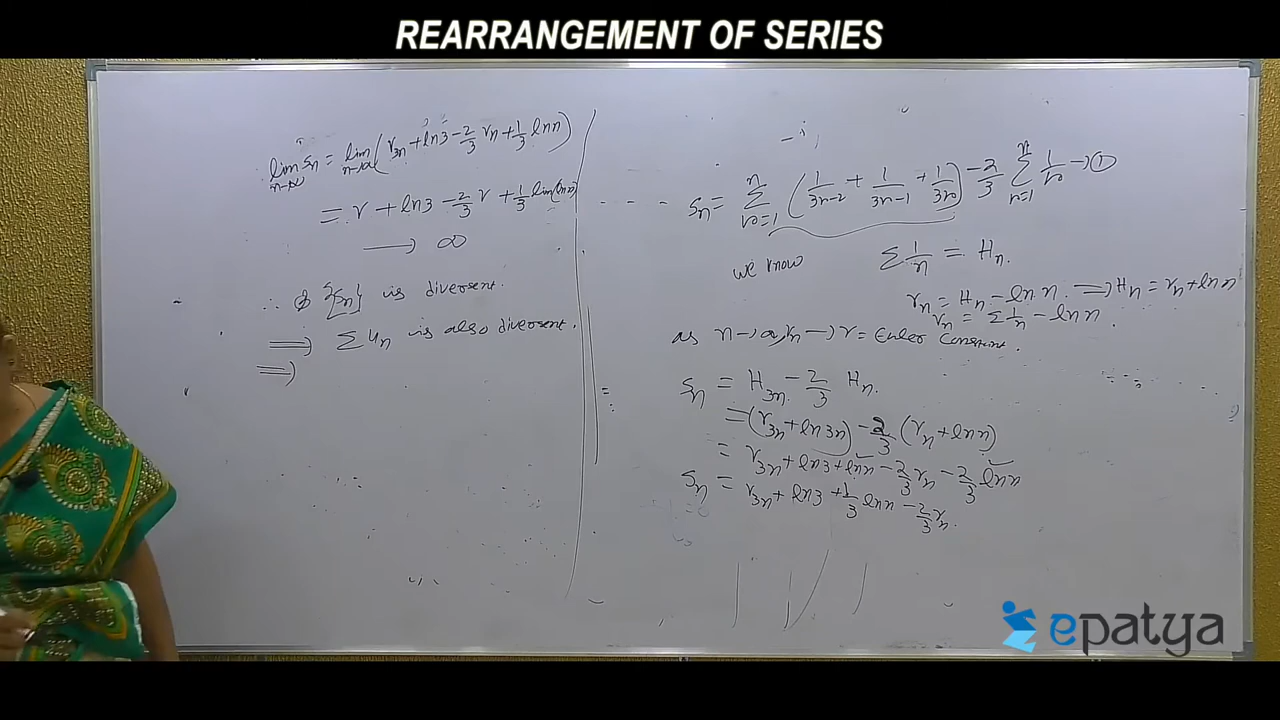 REARRANGEMENT OF SERIES
lim n→∞ Sn = lim n→∞ (γ3n + ln3 − 2/3 γn + 1/3 ln n)
= γ + ln3 − 2/3 γ + 1/3 lim(ln n)
⟶ ∞
∴ {Sn} is divergent.
⟹ Σ un is also divergent.
⟹
Sn = Σ n=1 n (1/3n−2 + 1/3n−1 + 1/3n) − 2/3 Σ n=1 n 1/n → ①
we know Σ 1/n = Hn.
γn = Hn − ln n. ⟹ Hn = γn + ln n
γn = Σ 1/n − ln n.
as n→∞, γn → γ = Euler Constant.
Sn = H3n − 2/3 Hn.
= (γ3n + ln3n) − 2/3 (γn + ln n)
= γ3n + ln3 + ln n − 2/3 γn − 2/3 ln n
Sn = γ3n + ln3 + 1/3 ln n − 2/3 γn.
epatya